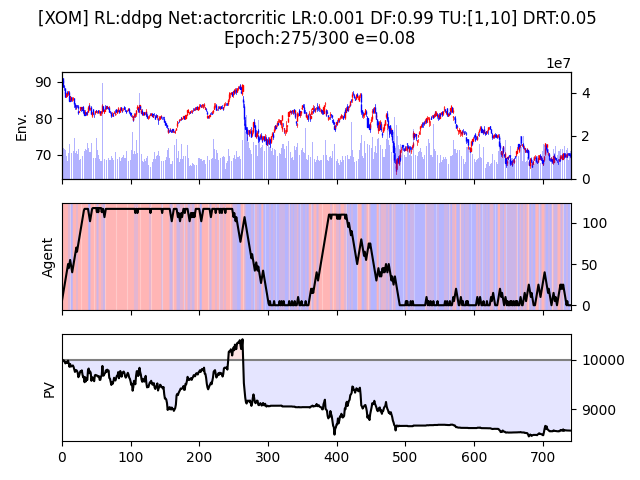 [XOM] RL:ddpg Net:actorcritic LR:0.001 DF:0.99 TU:[1,10] DRT:0.05
Epoch:275/300 e=0.08
1e7
90
80
70
Env.
4
2
0
Agent
100
50
0
PV
10000
9000
0 100 200 300 400 500 600 700